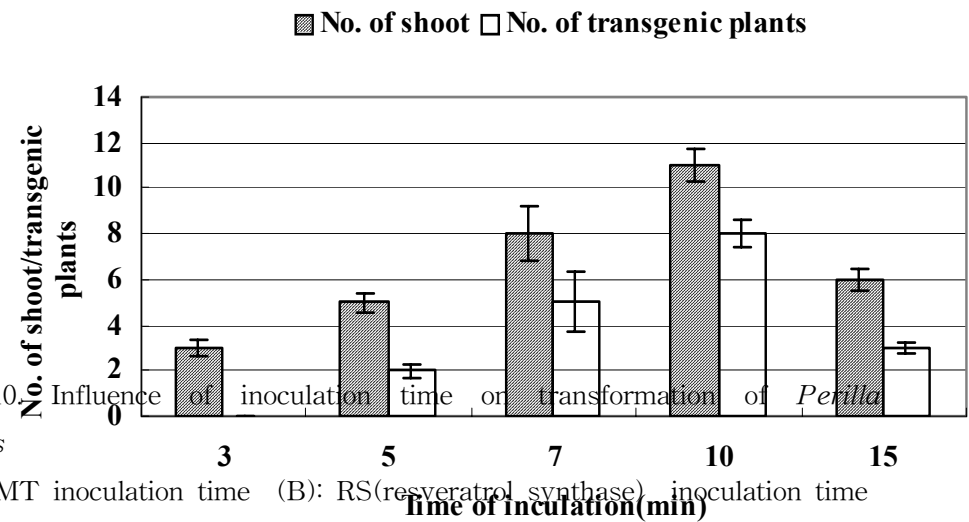 No. of shoot No. of transgenic plants
14
12
10
8
6
4
2
0
No. of shoot/transgenic
plants
0. Influence of inoculation time on transformation of Perilla
s
3 5 7 10 15
MT inoculation time (B): RS(resveratrol synthase) inoculation time
Time of inculation(min)